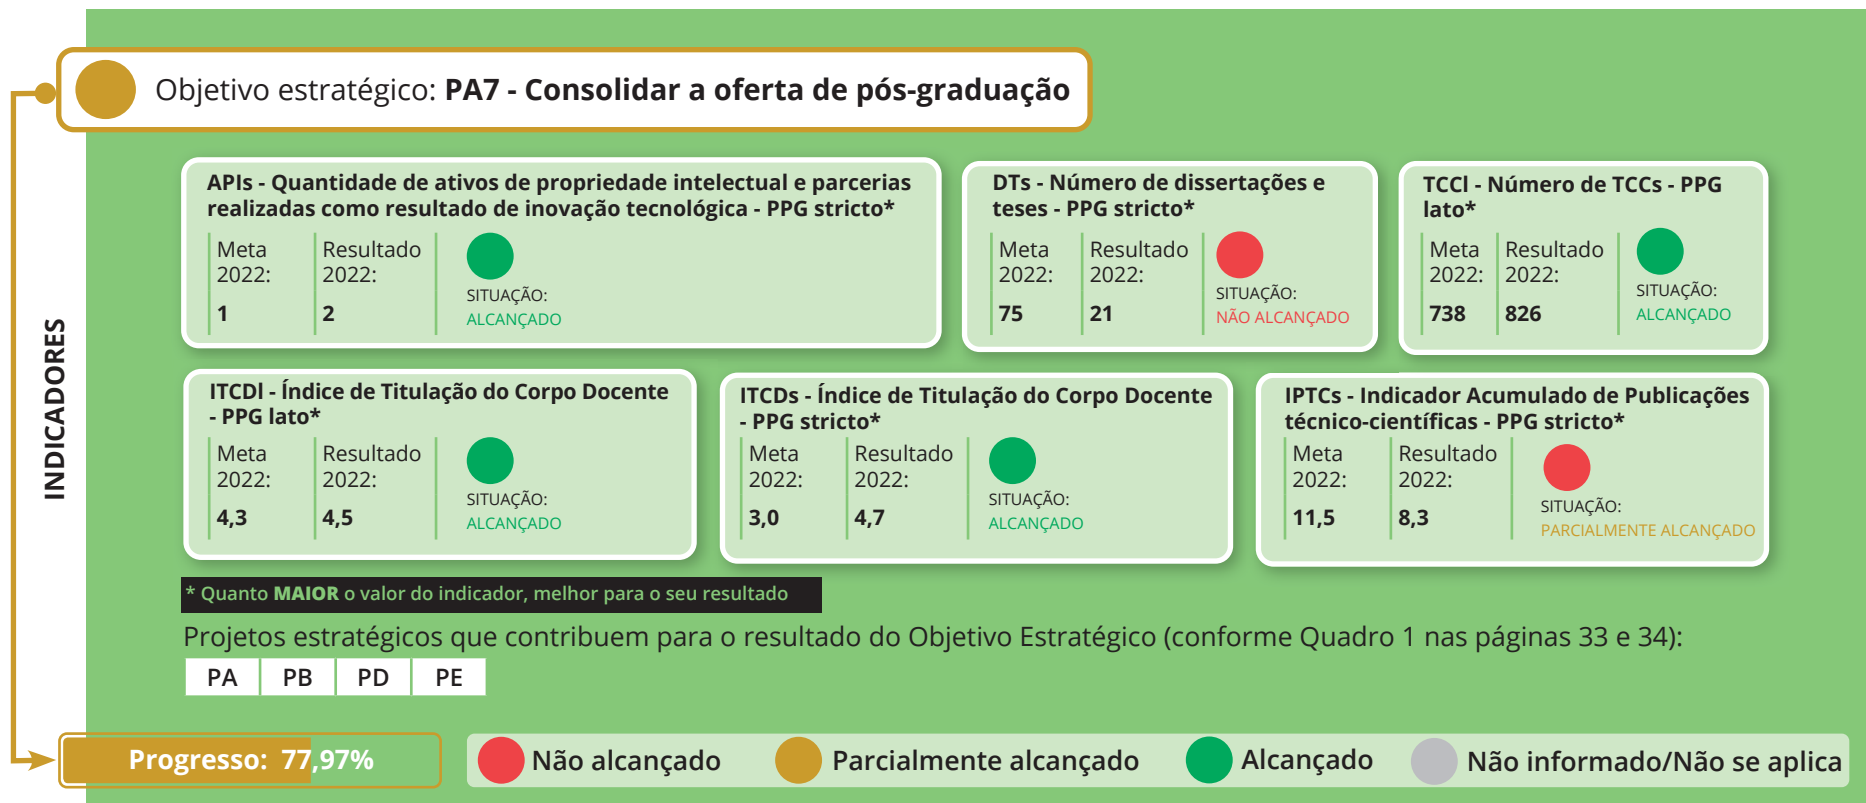 Objetivo estratégico: PA7 - Consolidar a oferta de pós-graduação
INDICADORES
APIs - Quantidade de ativos de propriedade intelectual e parcerias
realizadas como resultado de inovação tecnológica - PPG stricto*
Meta
2022:
1
Resultado
2022:
2
SITUAÇÃO:
ALCANÇADO
DTs - Número de dissertações e
teses - PPG stricto*
Meta
2022:
75
Resultado
2022:
21
SITUAÇÃO:
NÃO ALCANÇADO
TCCl - Número de TCCs - PPG
lato*
Meta
2022:
738
Resultado
2022:
826
SITUAÇÃO:
ALCANÇADO
ITCDl - Índice de Titulação do Corpo Docente
- PPG lato*
Meta
2022:
4,3
Resultado
2022:
4,5
SITUAÇÃO:
ALCANÇADO
ITCDs - Índice de Titulação do Corpo Docente
- PPG stricto*
Meta
2022:
3,0
Resultado
2022:
4,7
SITUAÇÃO:
ALCANÇADO
IPTCs - Indicador Acumulado de Publicações
técnico-científicas - PPG stricto*
Meta
2022:
11,5
Resultado
2022:
8,3
SITUAÇÃO:
PARCIALMENTE ALCANÇADO
* Quanto MAIOR o valor do indicador, melhor para o seu resultado
Projetos estratégicos que contribuem para o resultado do Objetivo Estratégico (conforme Quadro 1 nas páginas 33 e 34):
PA PB PD PE
Progresso: 77,97%
Não alcançado
Parcialmente alcançado
Alcançado
Não informado/Não se aplica